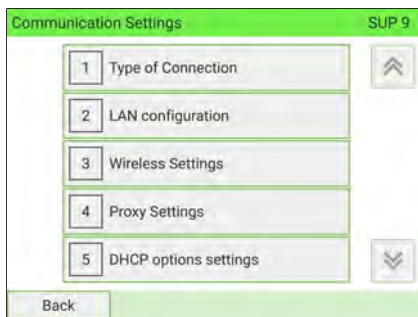 Communication Settings SUP 9
1 Type of Connection
2 LAN configuration
3 Wireless Settings
4 Proxy Settings
5 DHCP options settings
Back